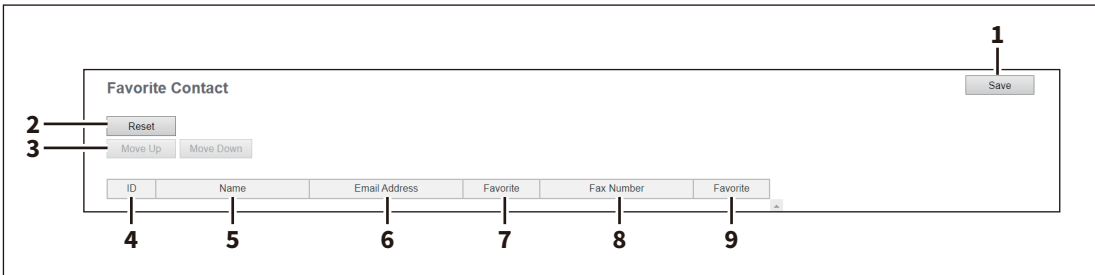 1
Favorite Contact Save
2 Reset
3 Move Up Move Down
ID Name Email Address Favorite Fax Number Favorite
4 5 6 7 8 9